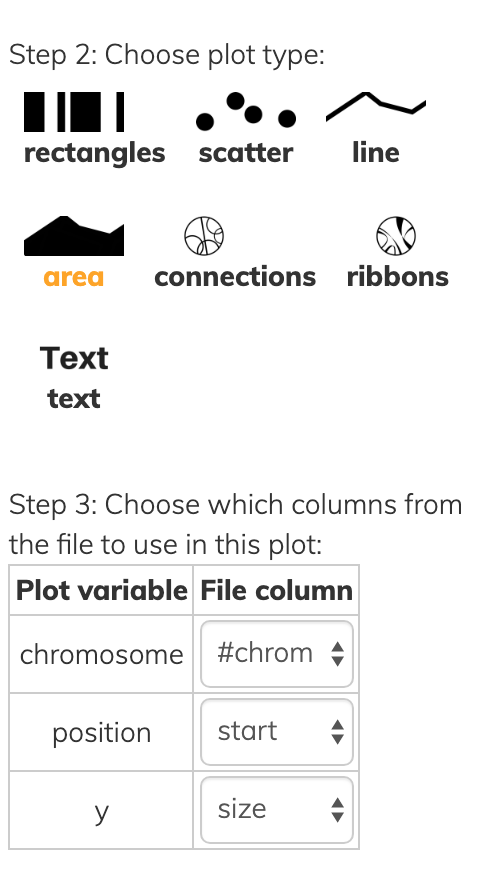 Step 2: Choose plot type:
rectangles scatter line
area connections ribbons
Text
text
Step 3: Choose which columns from
the file to use in this plot:
Plot variable File column
chromosome #chrom
position start
y size